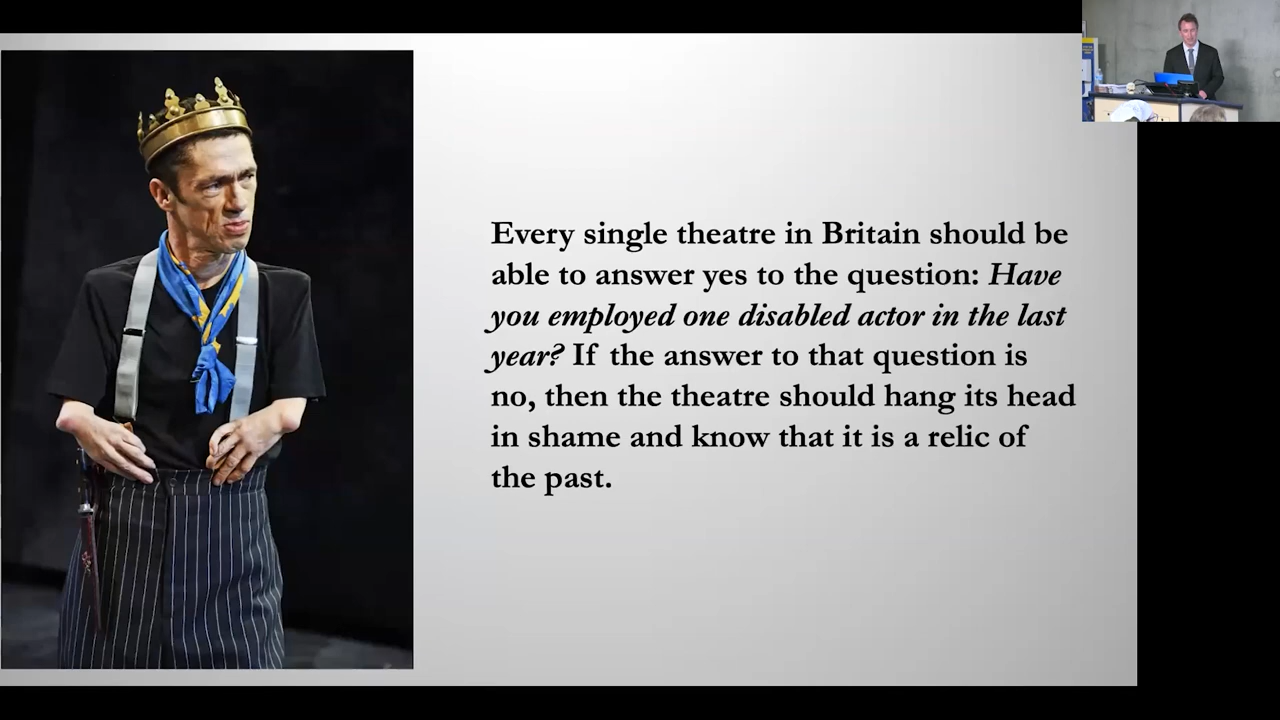 Every single theatre in Britain should be
able to answer yes to the question: Have
you employed one disabled actor in the last
year? If the answer to that question is
no, then the theatre should hang its head
in shame and know that it is a relic of
the past.